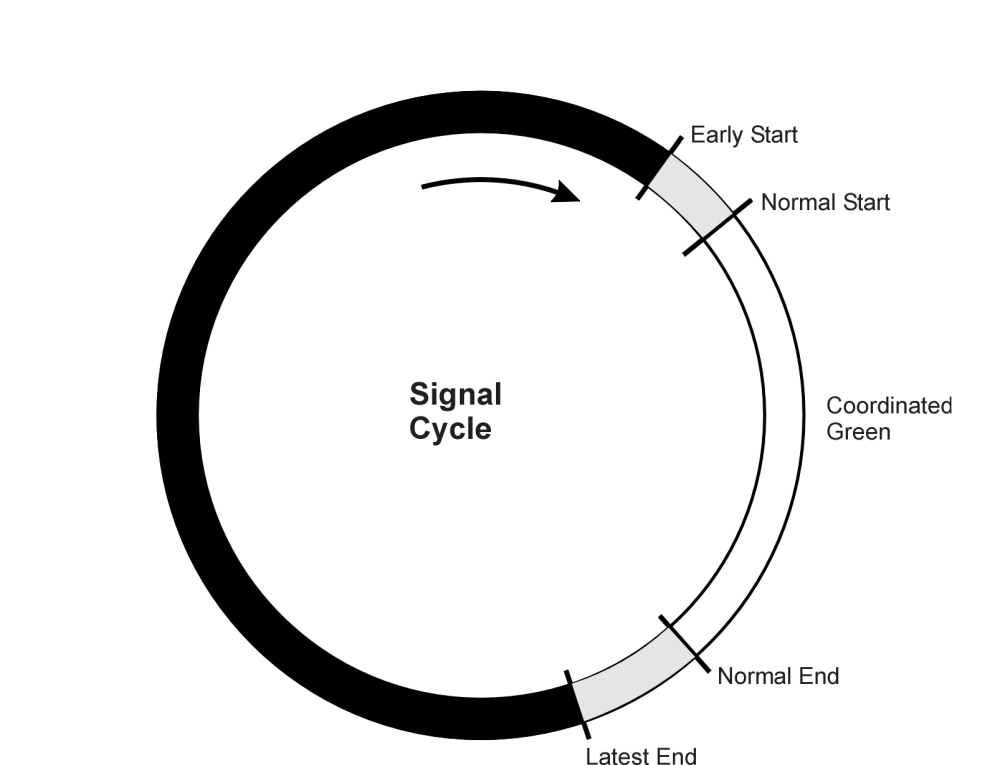 Early Start
Normal Start
Signal
Cycle
Coordinated
Green
Normal End
Latest End